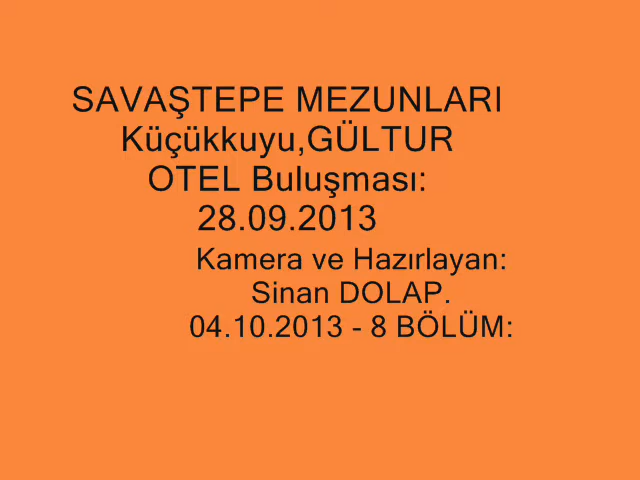 SAVAŞTEPE MEZUNLARI
Küçükkuyu,GÜLTUR
OTEL Buluşması:
28.09.2013
Kamera ve Hazırlayan:
Sinan DOLAP.
04.10.2013 - 8 BÖLÜM: